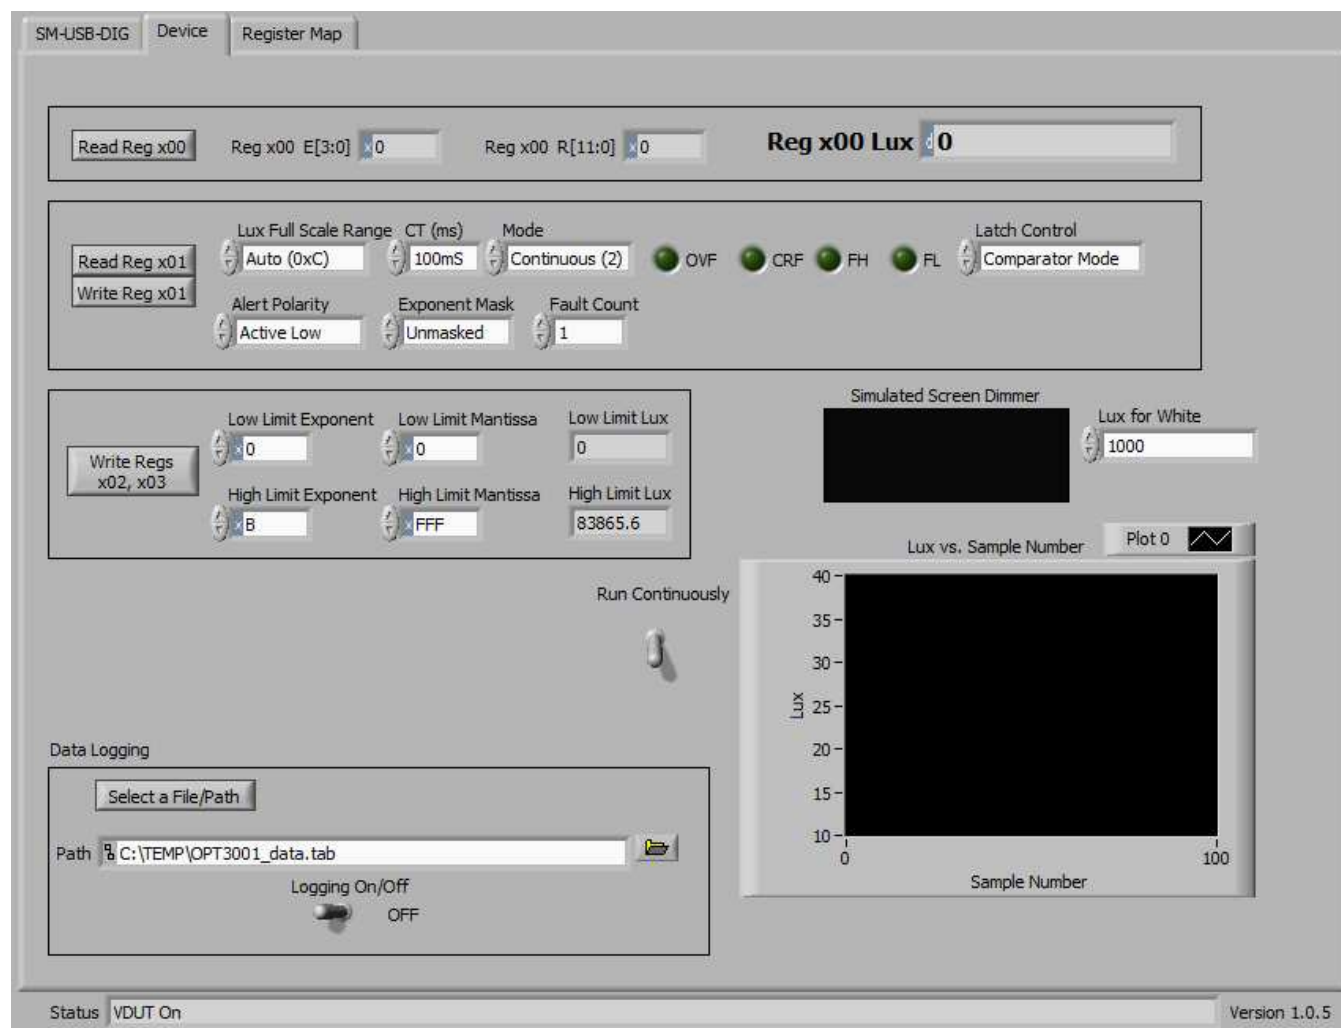 SM-USB-DIG Device Register Map
Read Reg x00 Reg x00 E[3:0] x 0 Reg x00 R[11:0] x 0 Reg x00 Lux d 0
Lux Full Scale Range CT (ms) Mode Latch Control
Read Reg x01 Auto (0xC) 100mS Continuous (2) OVF CRF FH FL Comparator Mode
Write Reg x01
Alert Polarity Exponent Mask Fault Count
Active Low Unmasked 1
Simulated Screen Dimmer
Low Limit Exponent Low Limit Mantissa Low Limit Lux Lux for White
x 0 x 0 0 1000
Write Regs
x02, x03
High Limit Exponent High Limit Mantissa High Limit Lux
x B x FFF 83865.6
Lux vs. Sample Number Plot 0
Run Continuously
40
35
30
25
20
15
10
Lux
0 100
Sample Number
Data Logging
Select a File/Path
Path C:\TEMP\OPT3001_data.tab
Logging On/Off
OFF
Status VDUT On Version 1.0.5